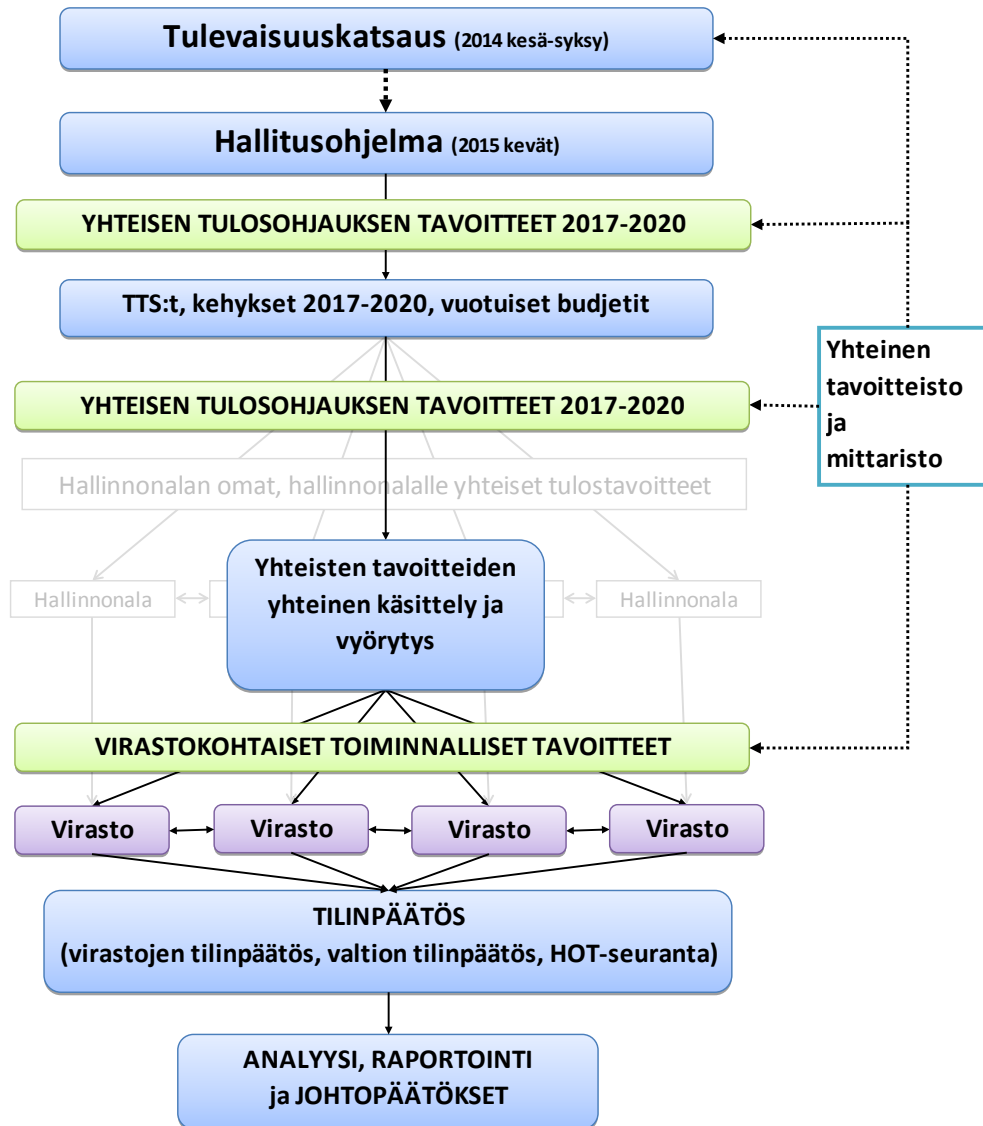 Tulevaisuuskatsaus (2014 kesä-syksy)
Hallitusohjelma (2015 kevät)
YHTEISEN TULOSOHJAUKSEN TAVOITTEET 2017-2020
TTS:t, kehykset 2017-2020, vuotuiset budjetit
Yhteinen
tavoitteisto
ja
mittaristo
YHTEISEN TULOSOHJAUKSEN TAVOITTEET 2017-2020
Hallinnonalan omat, hallinnonalalle yhteiset tulostavoitteet
Hallinnonala
Yhteisten tavoitteiden
yhteinen käsittely ja
vyörytys
Hallinnonala
VIRASTOKOHTAISET TOIMINNALLISET TAVOITTEET
Virasto
Virasto
Virasto
Virasto
TILINPÄÄTÖS
(virastojen tilinpäätös, valtion tilinpäätös, HOT-seuranta)
ANALYYSI, RAPORTOINTI
ja JOHTOPÄÄTÖKSET